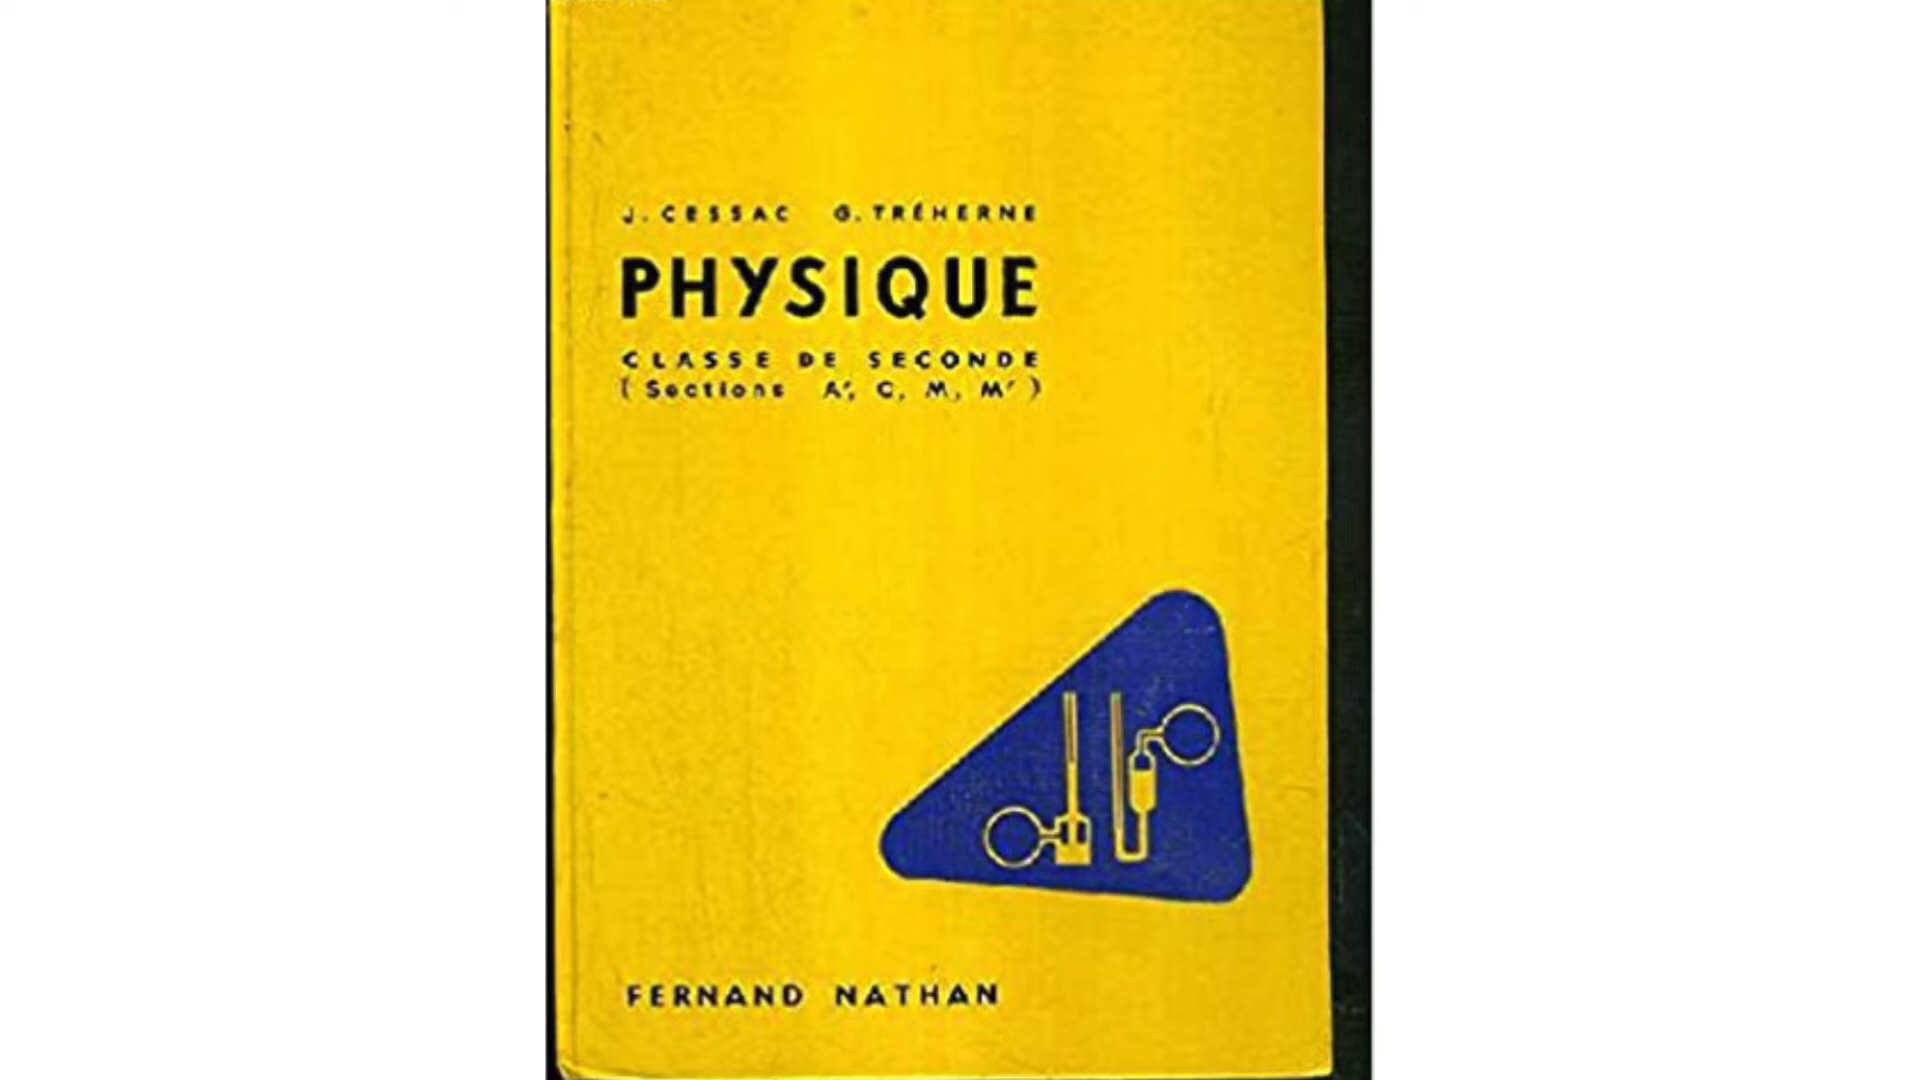 J. CESSAC G. TRÉHERNE
PHYSIQUE
CLASSE DE SECONDE
(Sections A', C, M, M')
FERNAND NATHAN